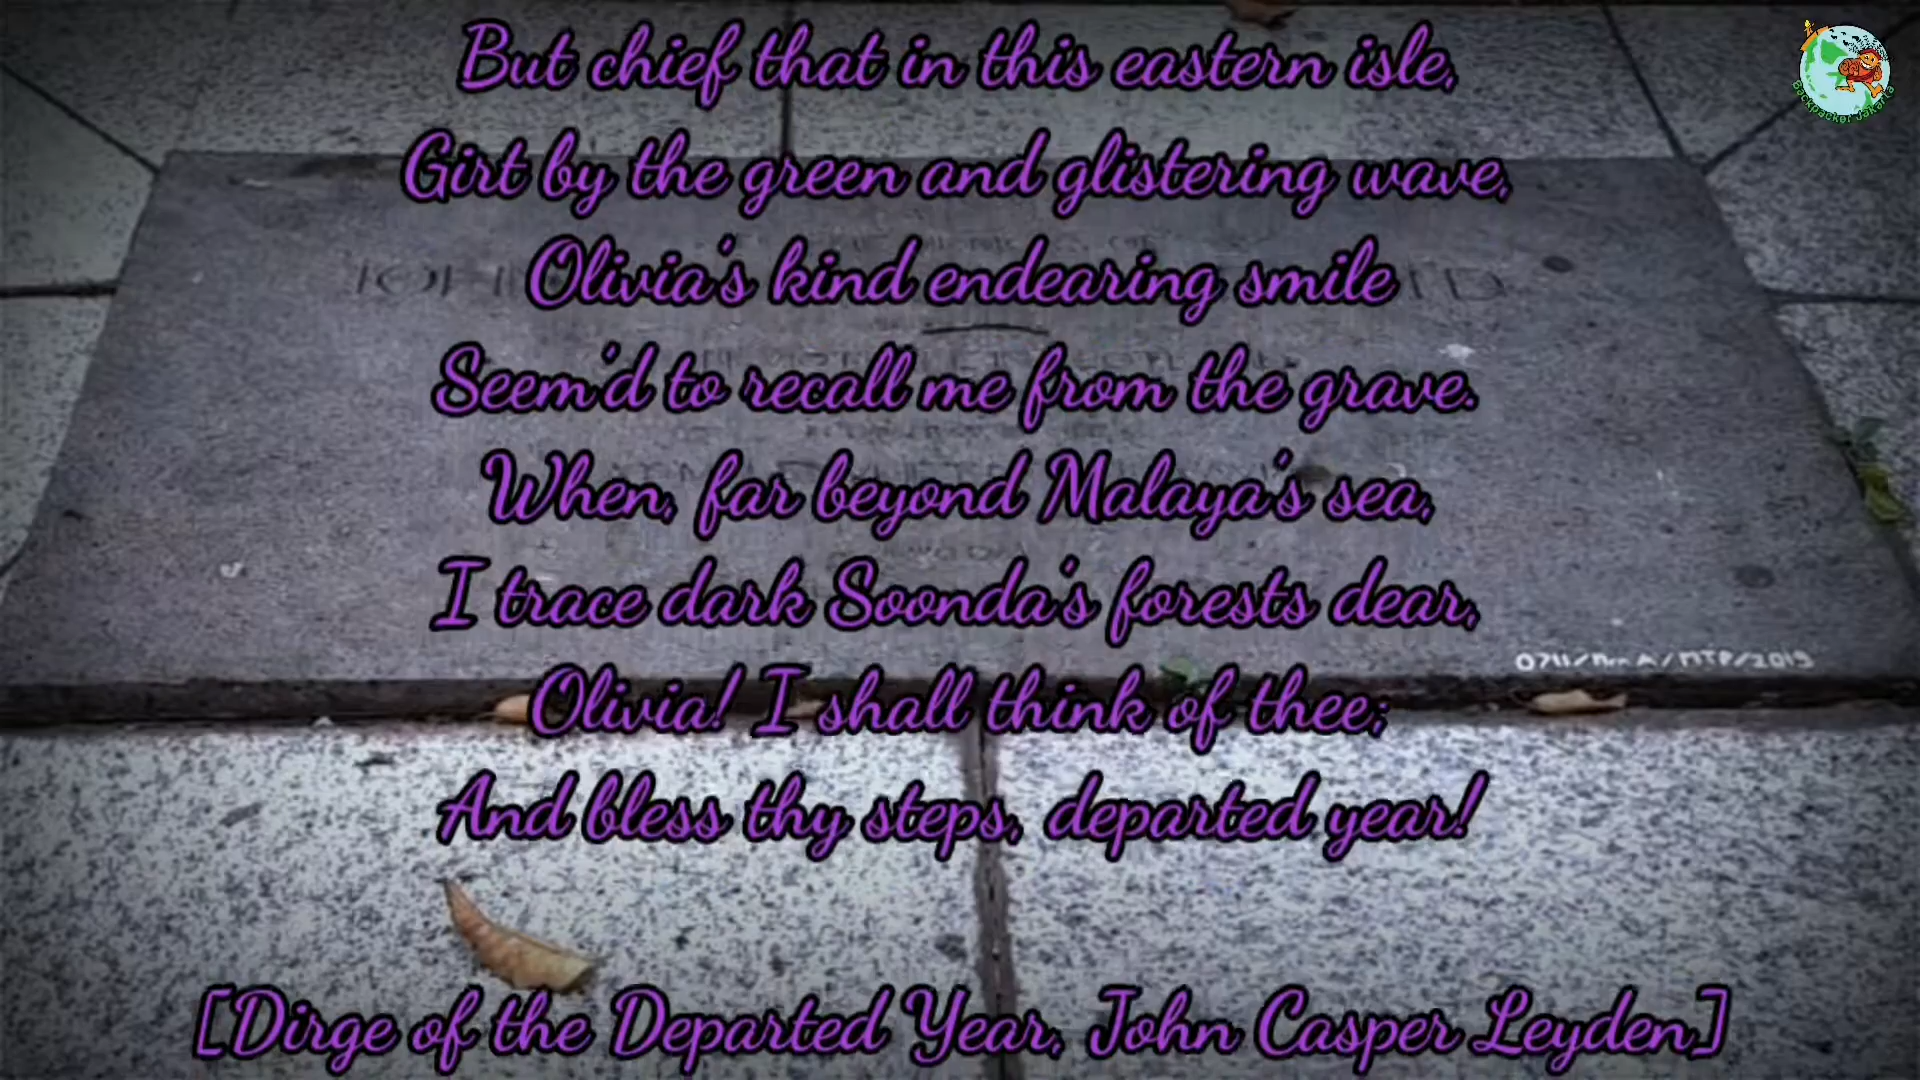 But chief that in this eastern isle,
Girt by the green and glistering wave,
Olivia's kind endearing smile
Seem'd to recall me from the grave.
When, far beyond Malaya's sea,
I trace dark Soonda's forests dear,
Olivia! I shall think of thee;
And bless thy steps, departed year!
[Dirge of the Departed Year, John Casper Leyden]
Backpacker Jakarta